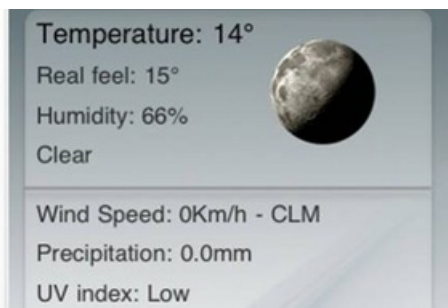 Temperature: 14°
Real feel: 15°
Humidity: 66%
Clear
Wind Speed: 0Km/h - CLM
Precipitation: 0.0mm
UV index: Low